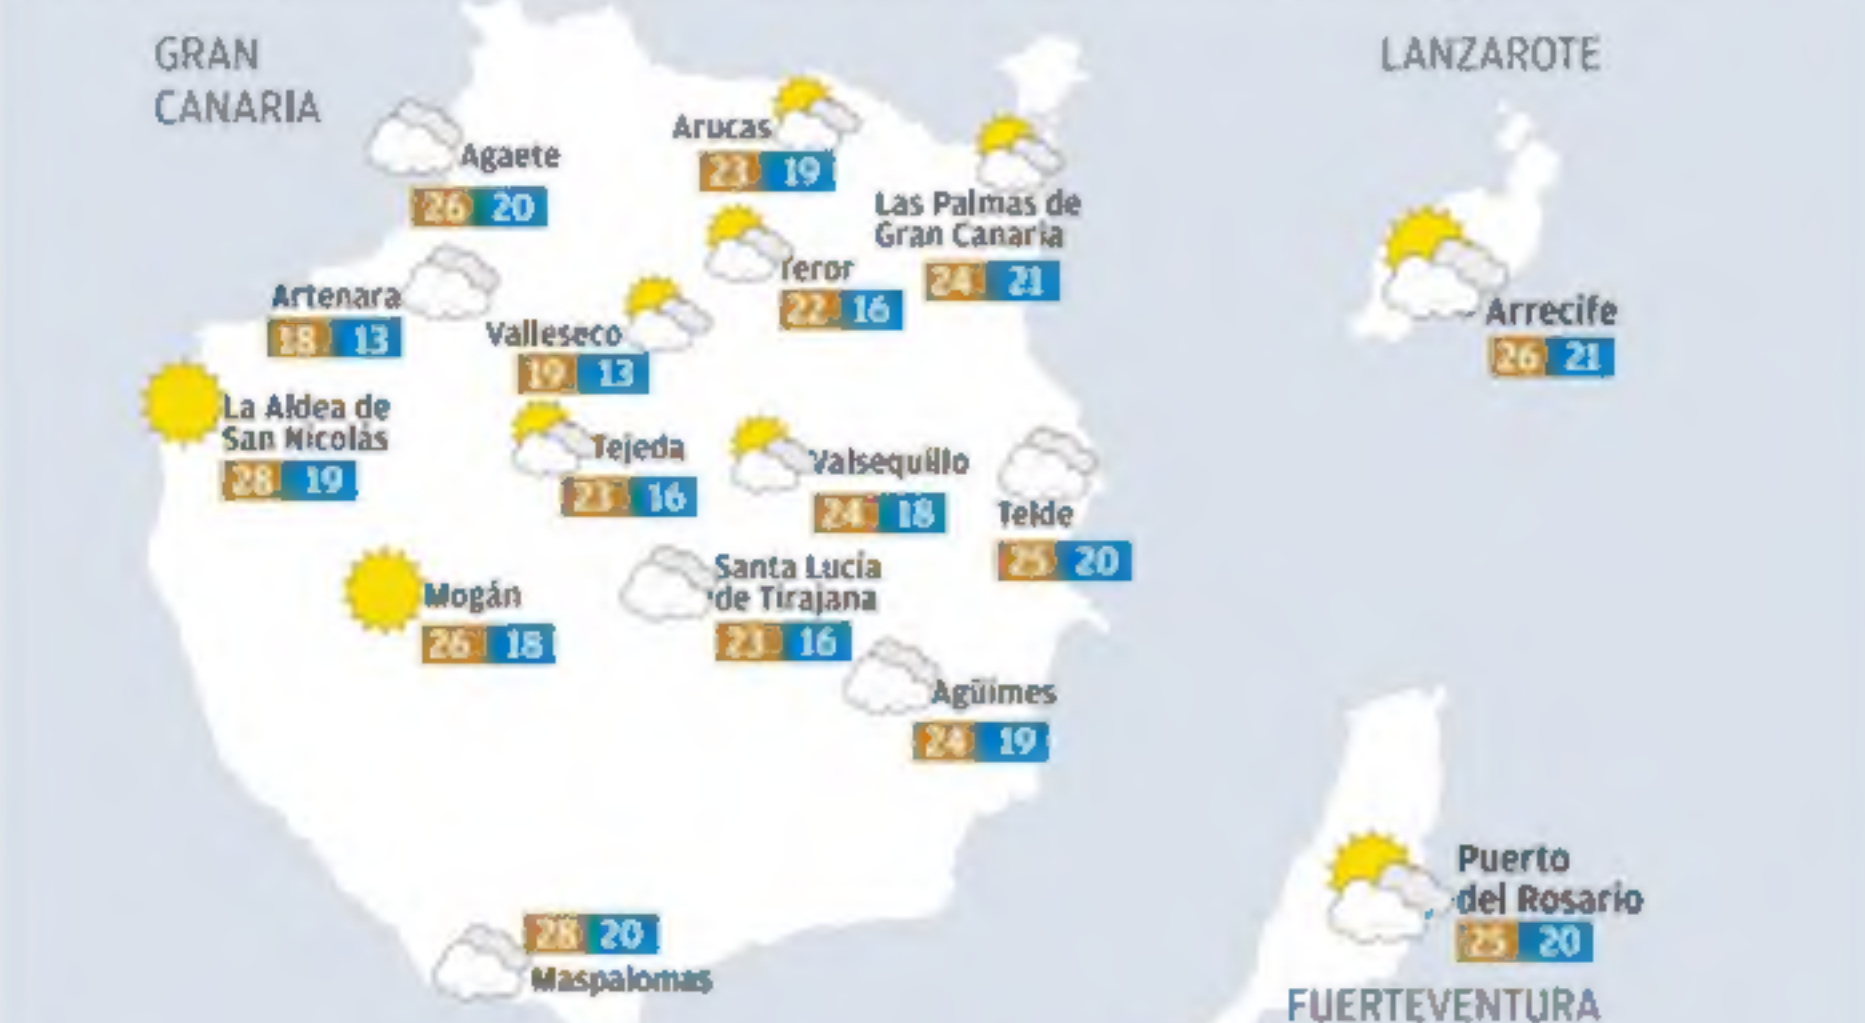 GRAN
CANARIA
LANZAROTE
Agaete
26 20
Arucas
23 19
Las Palmas de
Gran Canaria
24 21
Teror
22 16
Artenara
18 13
Valleseco
19 13
Arrecife
26 21
La Aldea de
San Nicolás
28 19
Tejeda
23 16
Valsequillo
24 18
Telde
25 20
Mogán
26 18
Santa Lucía
de Tirajana
23 16
Agüimes
24 19
28 20
Maspalomas
Puerto
del Rosario
25 20
FUERTEVENTURA